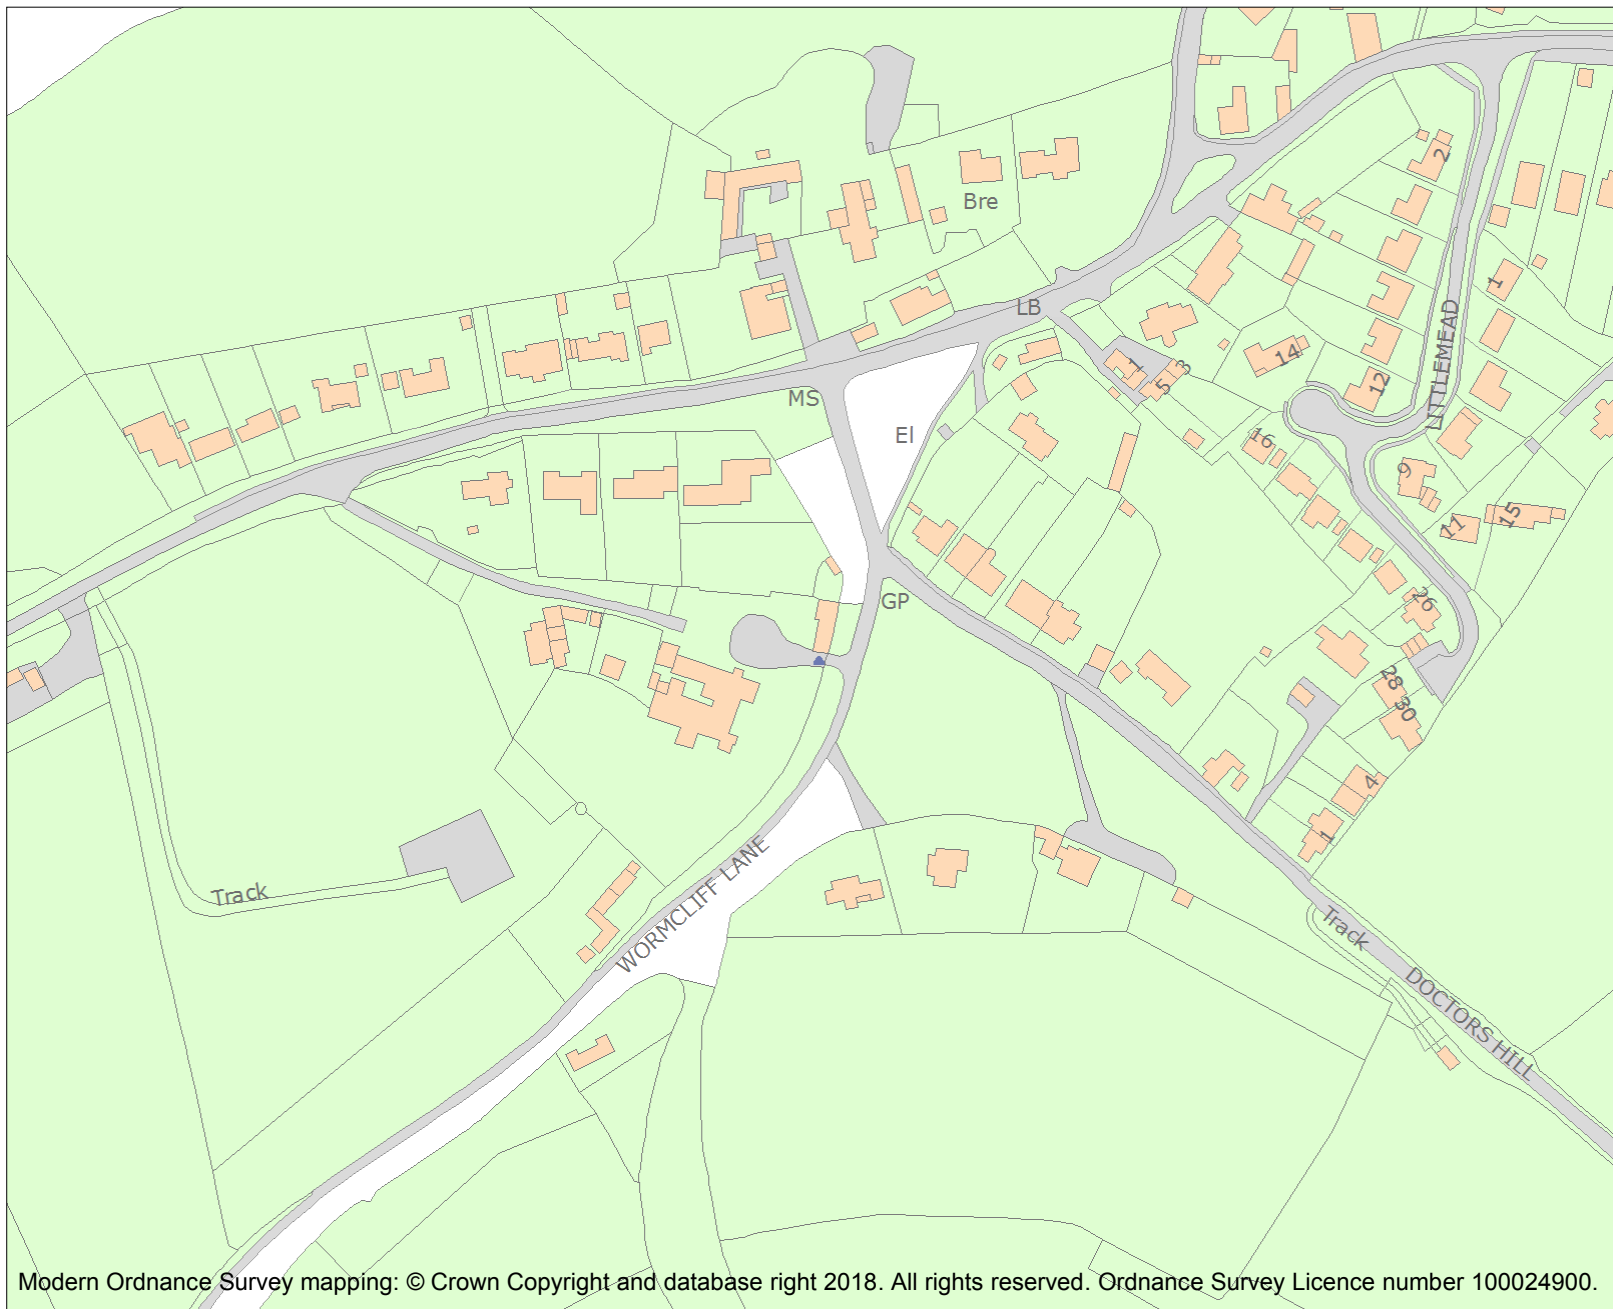 2
Bre
1
LB
LITTLEMEAD
1
3
14
5
12
MS
El
16
9
15
11
GP
26
28
30
4
1
WORMCLIFF LANE
Track
Track
DOCTORS HILL
Modern Ordnance Survey mapping: © Crown Copyright and database right 2018. All rights reserved. Ordnance Survey Licence number 100024900.